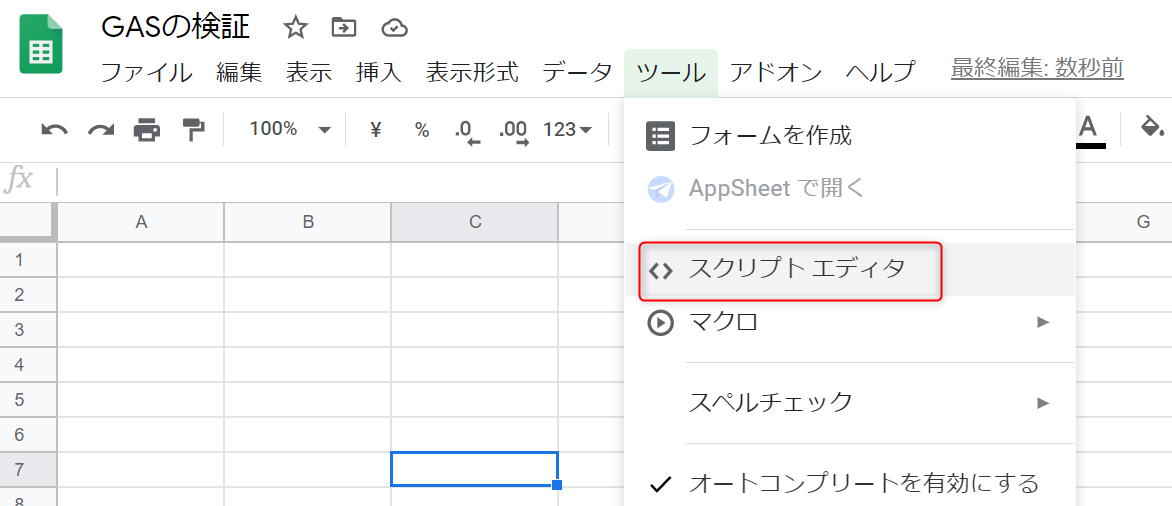 GASの検証
ファイル 編集 表示 挿入 表示形式 データ ツール アドオン ヘルプ 最終編集: 数秒前
100% ¥ % .0 .00 123 A
fx
A B C G
フォームを作成
AppSheet で開く
スクリプト エディタ
マクロ
スペルチェック
オートコンプリートを有効にする
1
2
3
4
5
6
7
8